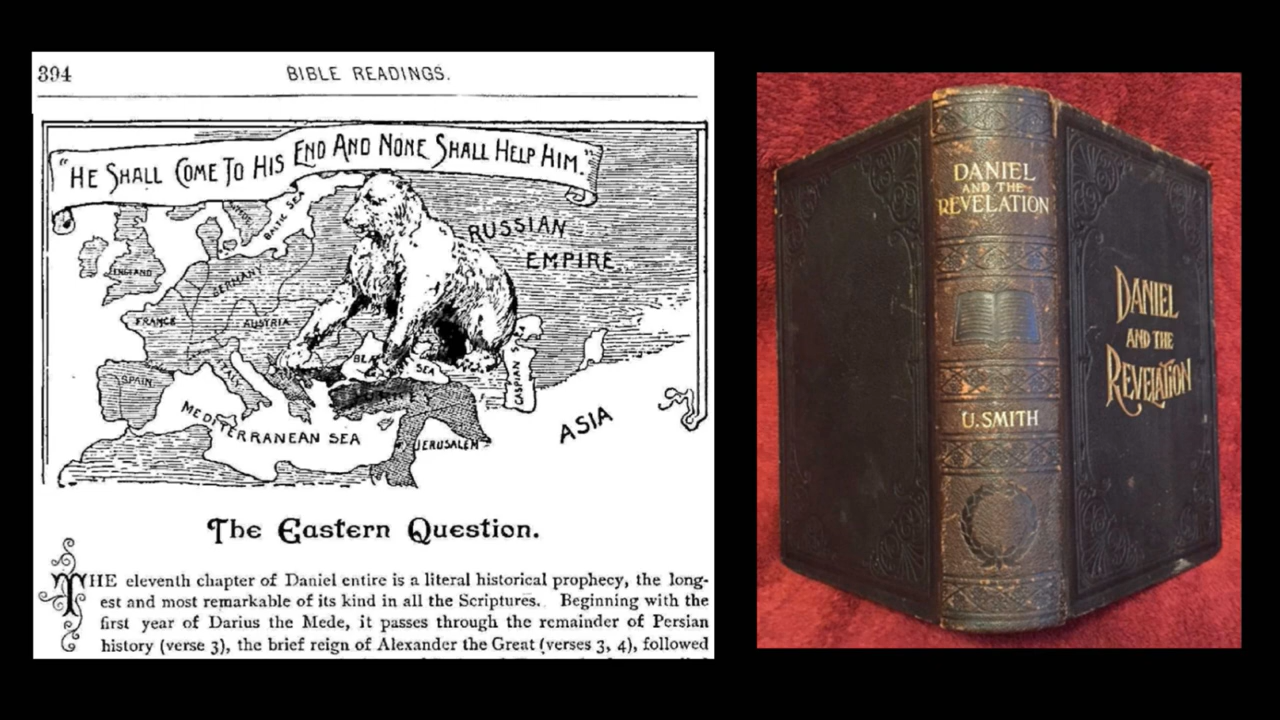 394 BIBLE READINGS.
"HE SHALL COME TO HIS END AND NONE SHALL HELP HIM."
BALTIC SEA
RUSSIAN
EMPIRE
ENGLAND
GERMANY
FRANCE
AUSTRIA
SPAIN
ITALY
BLACK SEA
CASPIAN S
MEDITERRANEAN SEA
JERUSALEM
ASIA
The Eastern Question.
THE eleventh chapter of Daniel entire is a literal historical prophecy, the long-
est and most remarkable of its kind in all the Scriptures. Beginning with the
first year of Darius the Mede, it passes through the remainder of Persian
history (verse 3), the brief reign of Alexander the Great (verses 3, 4), followed
DANIEL
AND THE
REVELATION
U. SMITH
DANIEL
AND THE
REVELATION